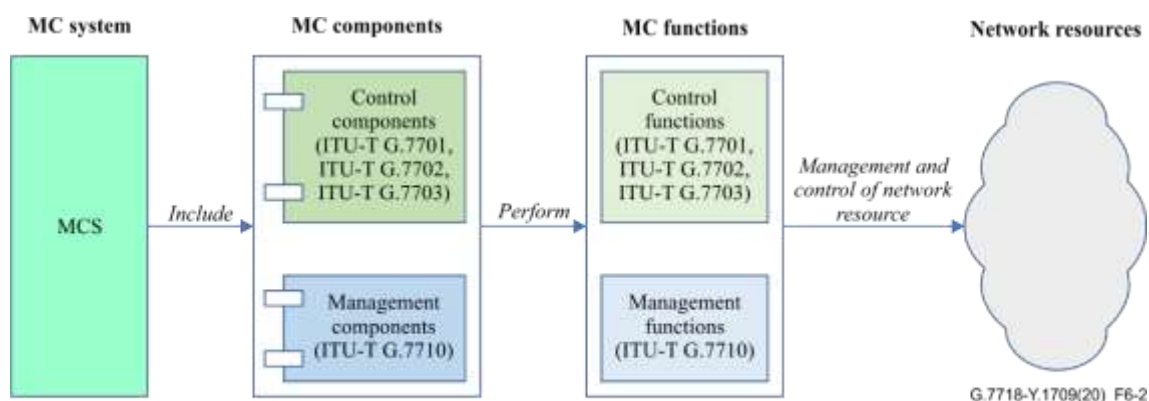 MC system
MC components
MC functions
Network resources
MCS
Include
Control
components
(ITU-T G.7701,
ITU-T G.7702,
ITU-T G.7703)
Management
components
(ITU-T G.7710)
Perform
Control
functions
(ITU-T G.7701,
ITU-T G.7702,
ITU-T G.7703)
Management
functions
(ITU-T G.7710)
Management and
control of network
resource
G.7718-Y.1709(20)_F6-2